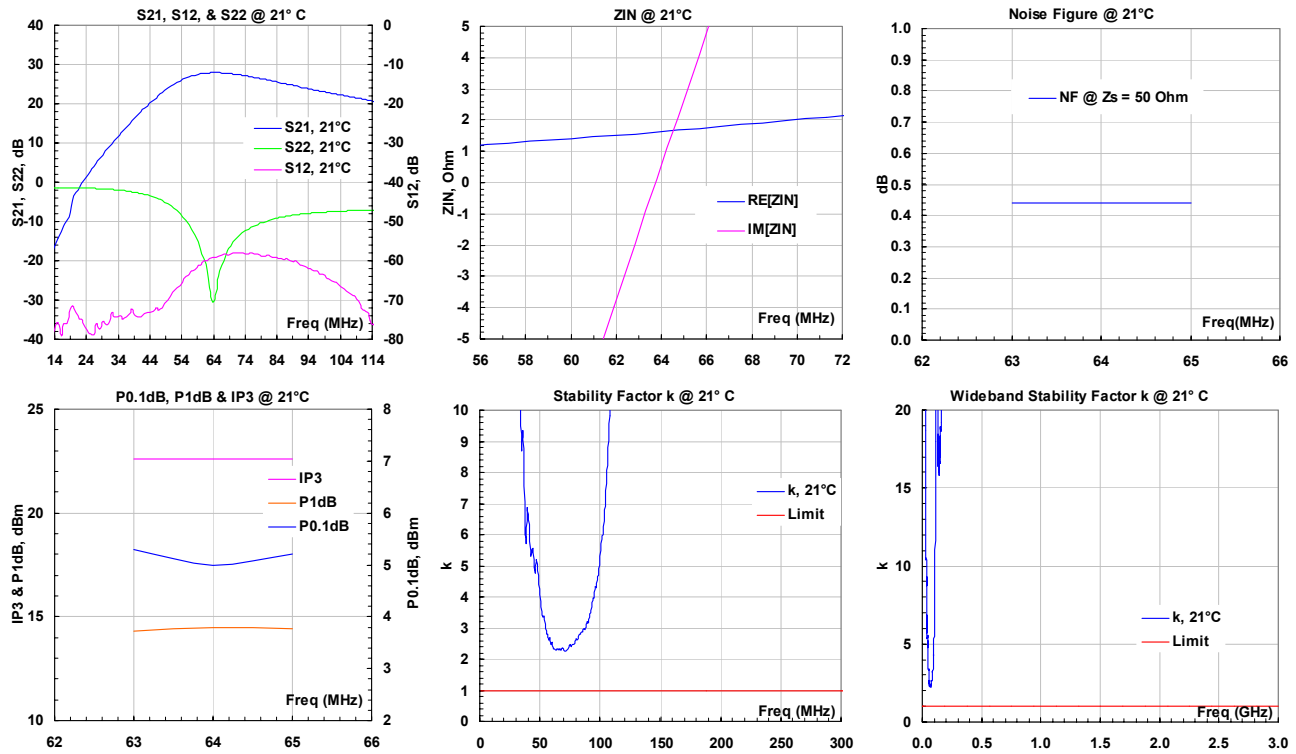 S21, S12, & S22 @ 21° C
40
30
20
10
0
-10
-20
-30
-40
0
-10
-20
-30
-40
-50
-60
-70
-80
S21, S22, dB
S12, dB
S21, 21°C
S22, 21°C
S12, 21°C
Freq (MHz)
14 24 34 44 54 64 74 84 94 104 114
ZIN @ 21°C
5
4
3
2
1
0
-1
-2
-3
-4
-5
ZIN, Ohm
RE[ZIN]
IM[ZIN]
Freq (MHz)
56 58 60 62 64 66 68 70 72
Noise Figure @ 21°C
1.0
0.9
0.8
0.7
0.6
0.5
0.4
0.3
0.2
0.1
0.0
dB
NF @ Zs = 50 Ohm
Freq(MHz)
62 63 64 65 66
P0.1dB, P1dB & IP3 @ 21°C
25
20
15
10
8
7
6
5
4
3
2
IP3 & P1dB, dBm
P0.1dB, dBm
IP3
P1dB
P0.1dB
Freq (MHz)
62 63 64 65 66
Stability Factor k @ 21° C
10
9
8
7
6
5
4
3
2
1
0
k
k, 21°C
Limit
Freq (MHz)
0 50 100 150 200 250 300
Wideband Stability Factor k @ 21° C
20
15
10
5
0
k
k, 21°C
Limit
Freq (GHz)
0.0 0.5 1.0 1.5 2.0 2.5 3.0